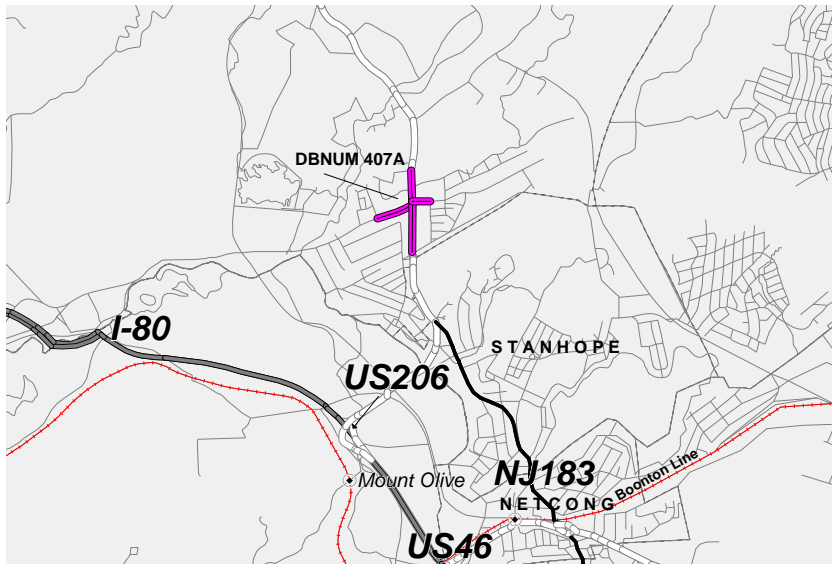 DBNUM 407A
I-80
STANHOPE
US206
NJ183
Mount Olive
Boonton Line
NETCONG
US46